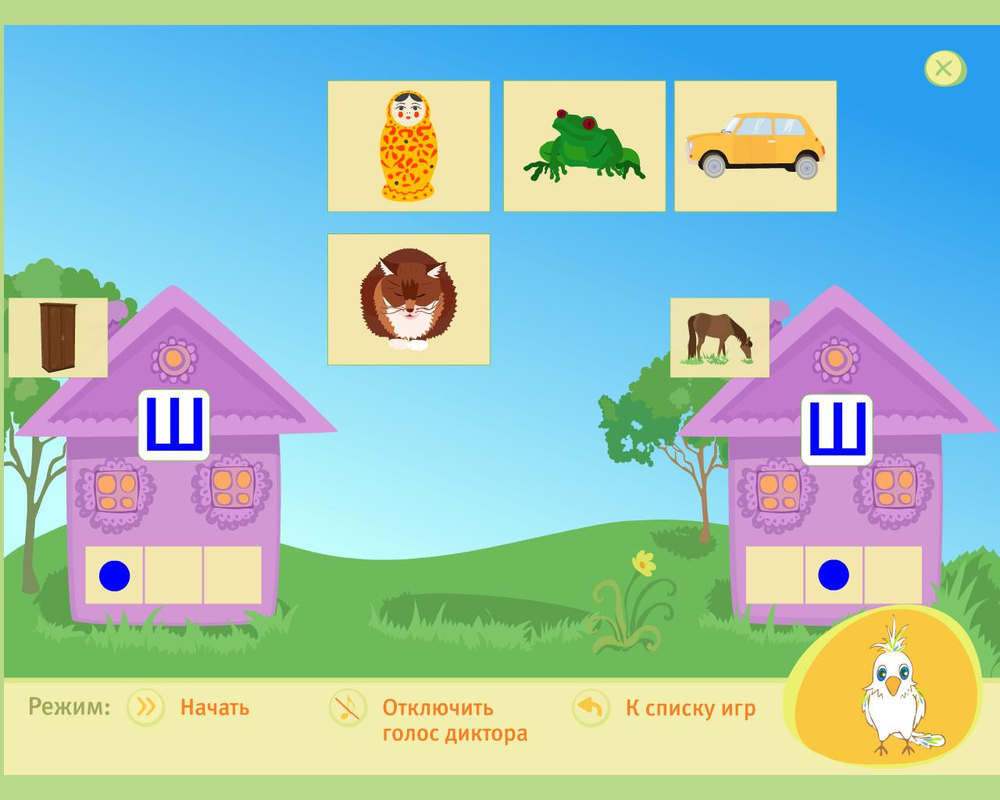 Ш
Ш
Режим:
Начать
Отключить
голос диктора
К списку игр